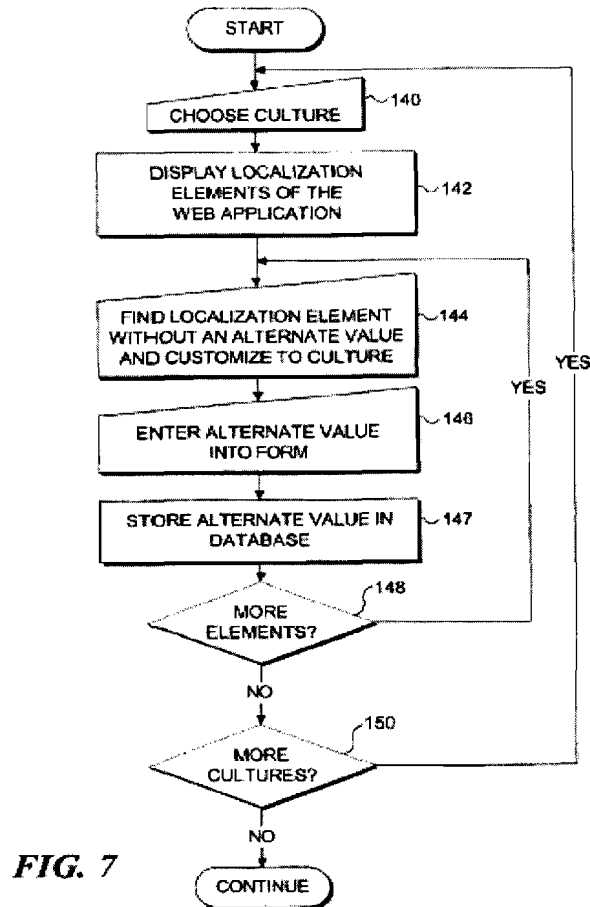 START
CHOOSE CULTURE
140
DISPLAY LOCALIZATION
ELEMENTS OF THE
WEB APPLICATION
142
FIND LOCALIZATION ELEMENT
WITHOUT AN ALTERNATE VALUE
AND CUSTOMIZE TO CULTURE
144
YES
YES
ENTER ALTERNATE VALUE
INTO FORM
146
STORE ALTERNATE VALUE IN
DATABASE
147
MORE
ELEMENTS?
148
NO
MORE
CULTURES?
150
NO
CONTINUE
FIG. 7